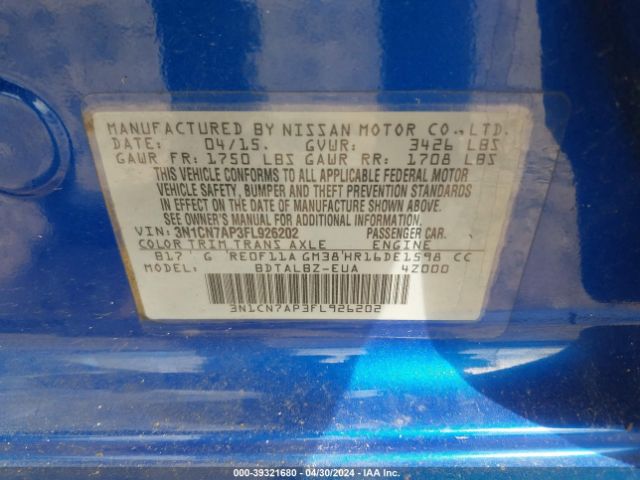 MANUFACTURED BY NISSAN MOTOR CO., LTD.
DATE: 04/15. GVWR: 3426 LBS
GAWR FR: 1750 LBS GAWR RR: 1708 LBS
THIS VEHICLE CONFORMS TO ALL APPLICABLE FEDERAL MOTOR
VEHICLE SAFETY, BUMPER AND THEFT PREVENTION STANDARDS
IN EFFECT ON THE DATE OF MANUFACTURE SHOWN ABOVE.
SEE OWNER'S MANUAL FOR ADDITIONAL INFORMATION.
VIN: 3N1CN7AP3FL926202 PASSENGER CAR.
COLOR TRIM TRANS AXLE ENGINE
B17 G RE0F11A GM38 HR16DE 1598 CC
MODEL: BDTALBZ-EUA 4Z000
3N1CN7AP3FL926202
000-39321680 - 04/30/2024 - IAA Inc.